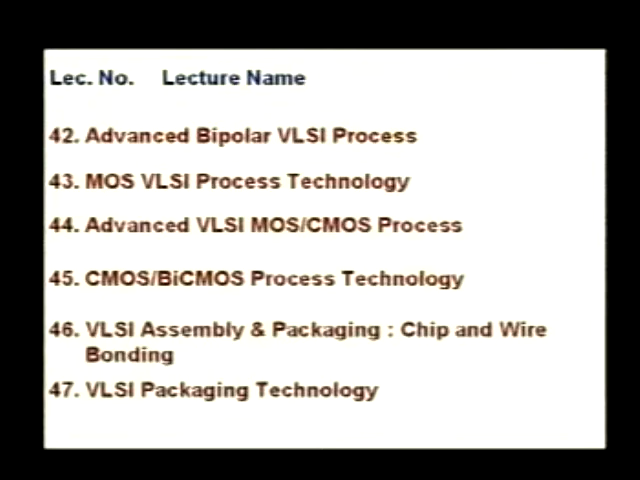 Lec. No. Lecture Name
42. Advanced Bipolar VLSI Process
43. MOS VLSI Process Technology
44. Advanced VLSI MOS/CMOS Process
45. CMOS/BiCMOS Process Technology
46. VLSI Assembly & Packaging : Chip and Wire
Bonding
47. VLSI Packaging Technology